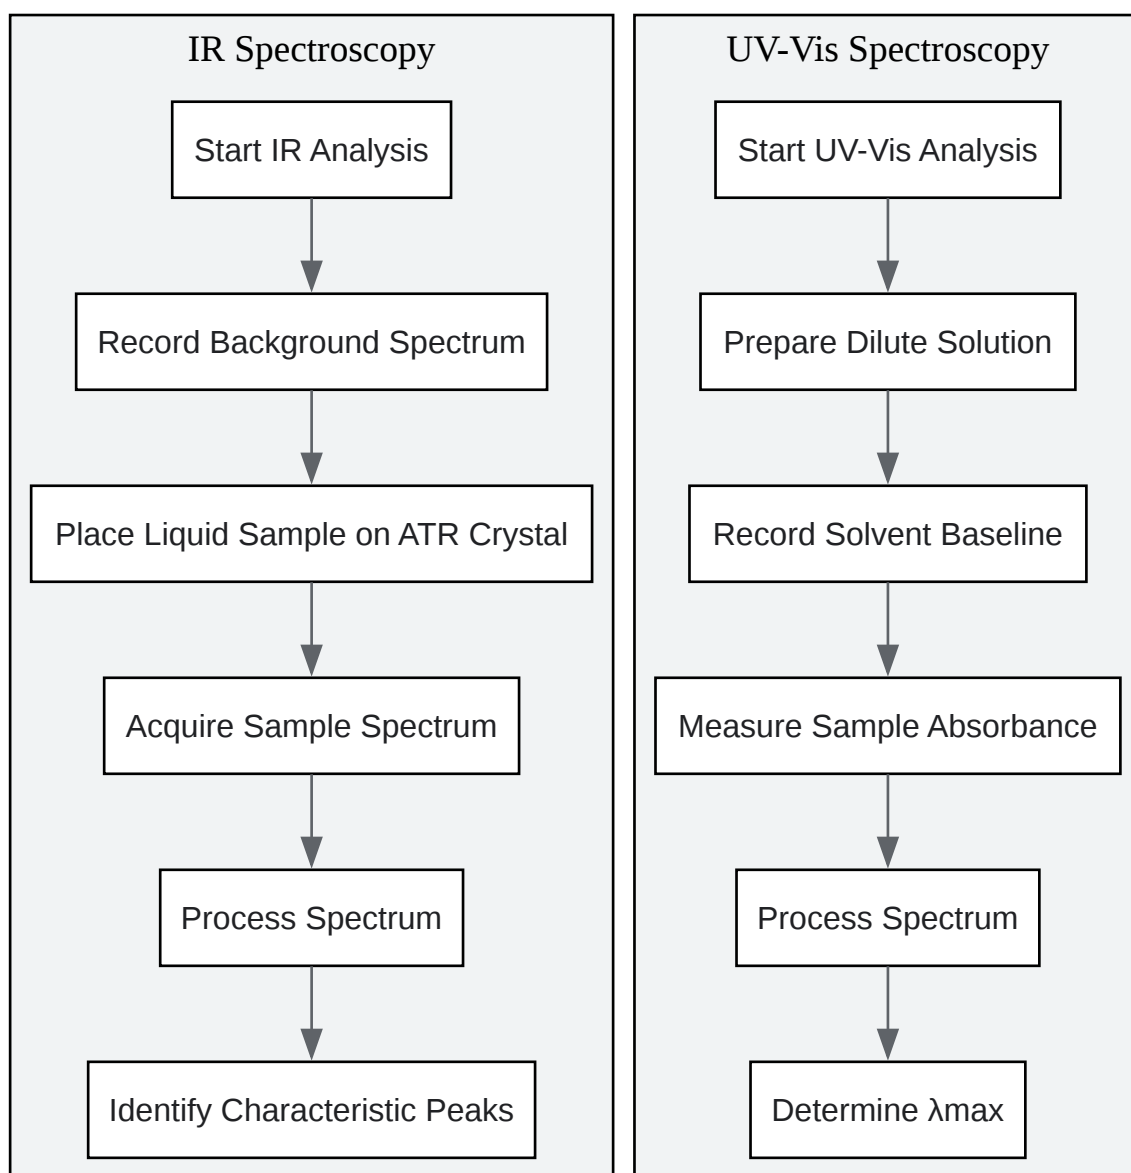 IR Spectroscopy
Start IR Analysis
Record Background Spectrum
Place Liquid Sample on ATR Crystal
Acquire Sample Spectrum
Process Spectrum
Identify Characteristic Peaks
UV-Vis Spectroscopy
Start UV-Vis Analysis
Prepare Dilute Solution
Record Solvent Baseline
Measure Sample Absorbance
Process Spectrum
Determine λmax